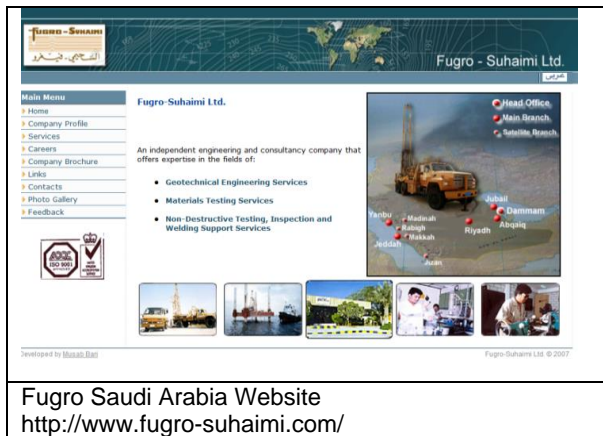 FUGRO-SUHAIMI
Fugro - Suhaimi Ltd.
عربي
Main Menu
Home
Company Profile
Services
Careers
Company Brochure
Links
Contacts
Photo Gallery
Feedback
ISO 9001
Fugro-Suhaimi Ltd.
An independent engineering and consultancy company that
offers expertise in the fields of:
Geotechnical Engineering Services
Materials Testing Services
Non-Destructive Testing, Inspection and
Welding Support Services
Head Office
Main Branch
Satellite Branch
Yanbu
Madinah
Rabigh
Makkah
Jeddah
Jizan
Riyadh
Jubail
Dammam
Abqaiq
Developed by Musab Bari
Fugro-Suhaimi Ltd. © 2007
Fugro Saudi Arabia Website
http://www.fugro-suhaimi.com/